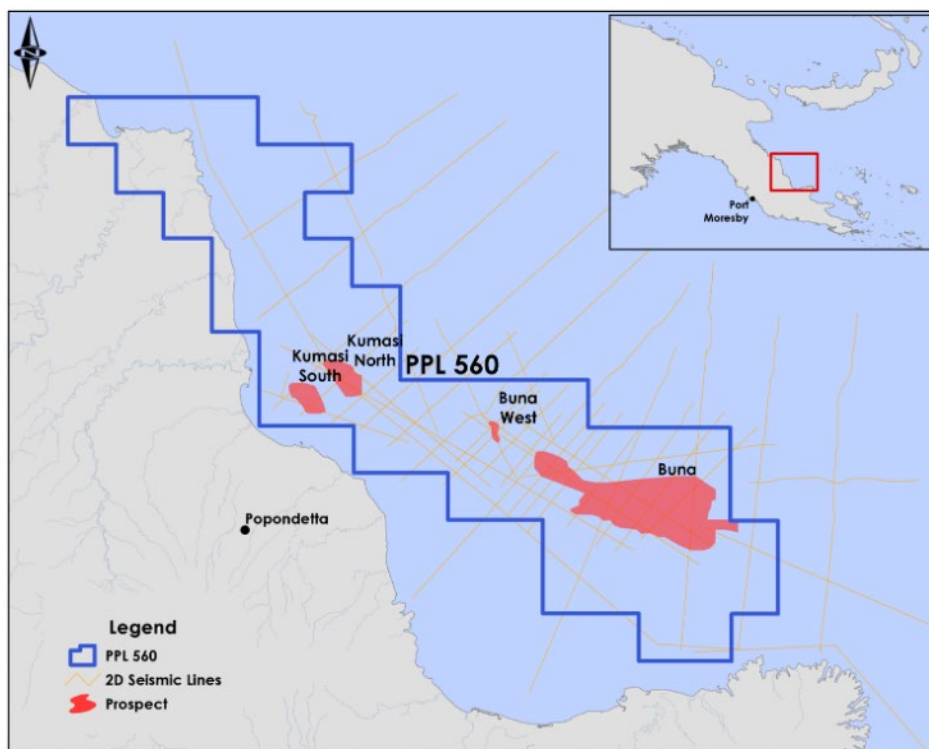 N
Port
Moresby
Kumasi
North
Kumasi
South
PPL 560
Buna
West
Buna
Popondetta
Legend
PPL 560
2D Seismic Lines
Prospect